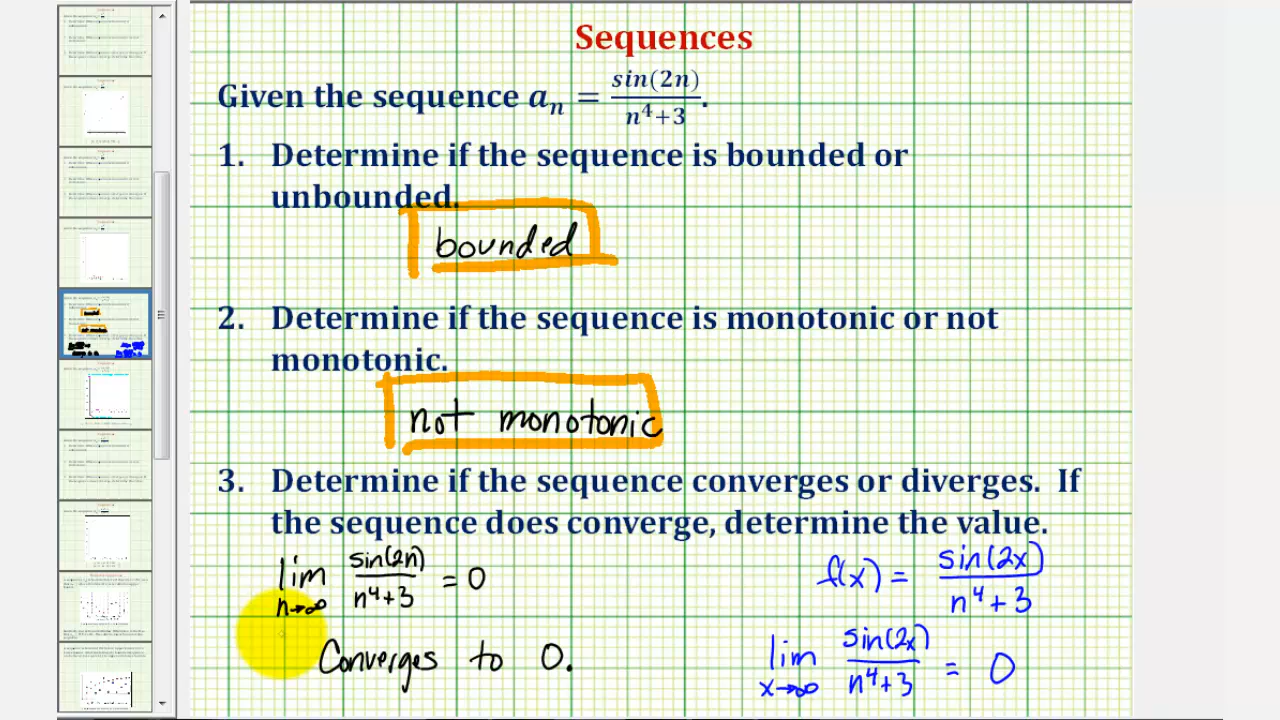 Sequences
Given the sequence aₙ = sin(2n)/(n⁴+3).
1. Determine if the sequence is bounded or
unbounded.
bounded
2. Determine if the sequence is monotonic or not
monotonic.
not monotonic
3. Determine if the sequence converges or diverges. If
the sequence does converge, determine the value.
lim n→∞ sin(2n)/(n⁴+3) = 0
Converges to 0.
f(x) = sin(2x)/(n⁴+3)
lim x→∞ sin(2x)/(n⁴+3) = 0